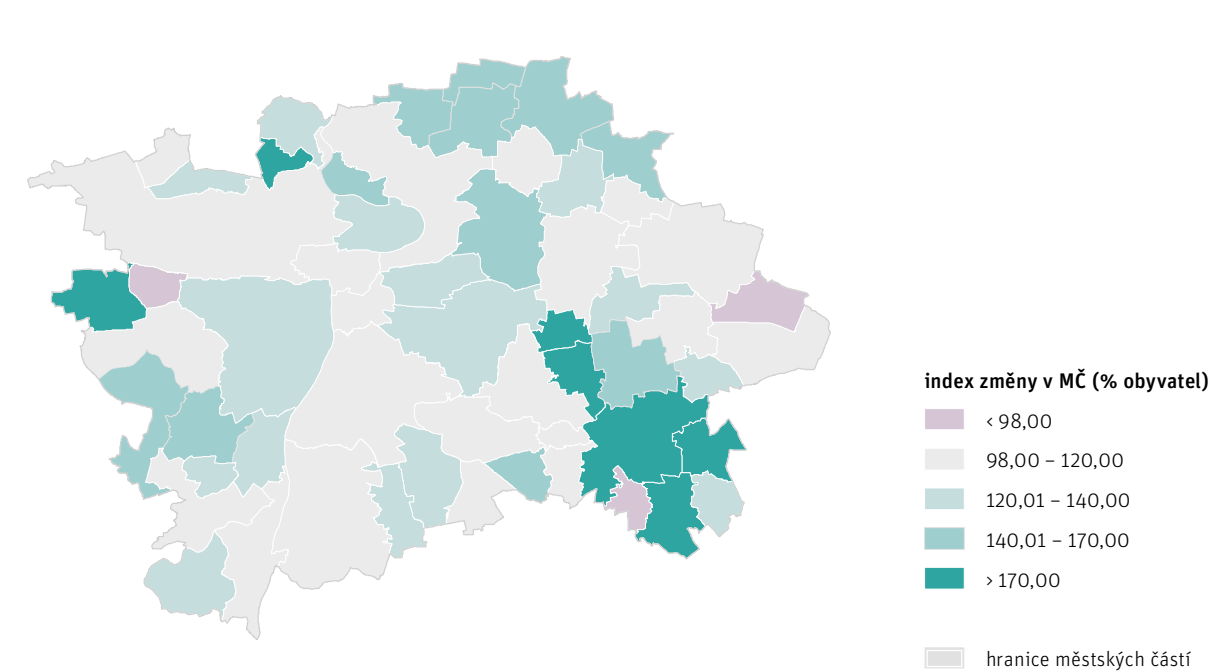 index změny v MČ (% obyvatel)
< 98,00
98,00 – 120,00
120,01 – 140,00
140,01 – 170,00
> 170,00
hranice městských částí